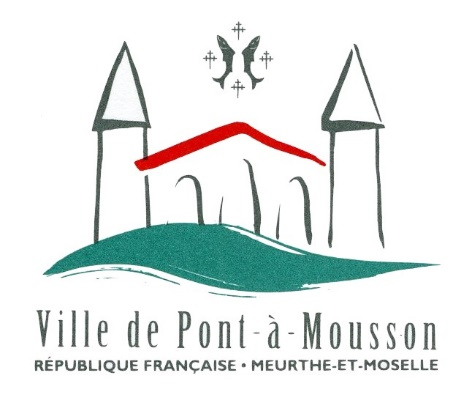 Ville de Pont-à-Mousson
RÉPUBLIQUE FRANÇAISE • MEURTHE-ET-MOSELLE